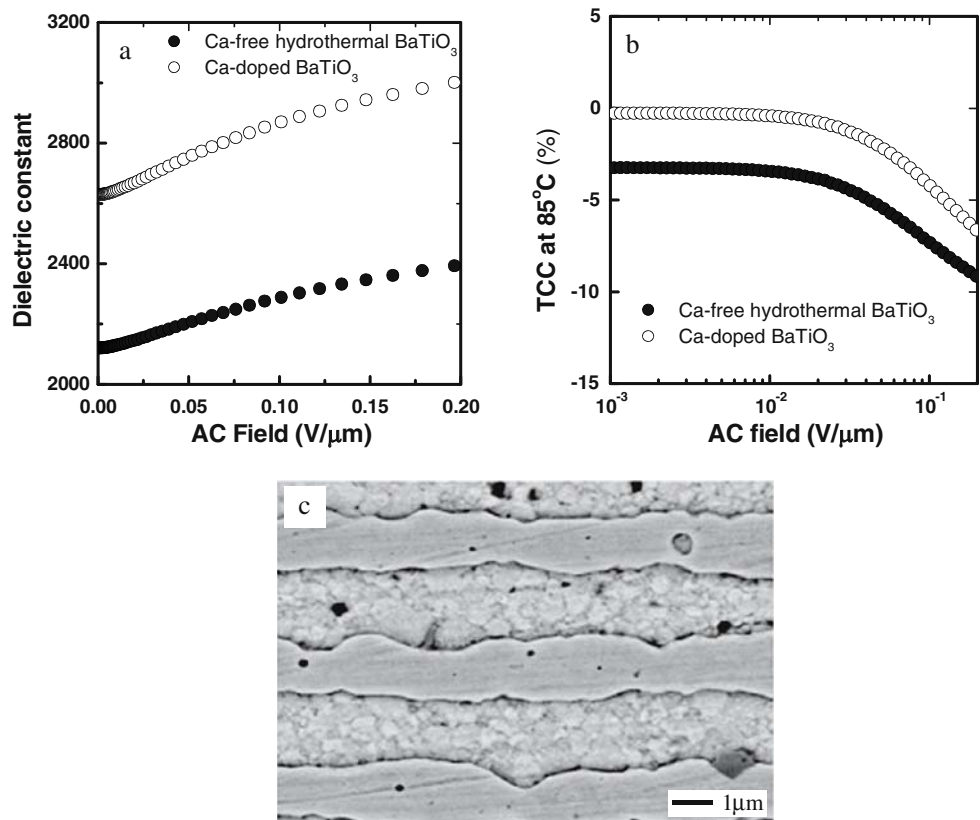 a
Ca-free hydrothermal BaTiO₃
Ca-doped BaTiO₃
Dielectric constant
3200
2800
2400
2000
0.00 0.05 0.10 0.15 0.20
AC Field (V/μm)
b
TCC at 85°C (%)
5
0
-5
-10
-15
Ca-free hydrothermal BaTiO₃
Ca-doped BaTiO₃
10⁻³ 10⁻² 10⁻¹
AC field (V/μm)
c
1μm